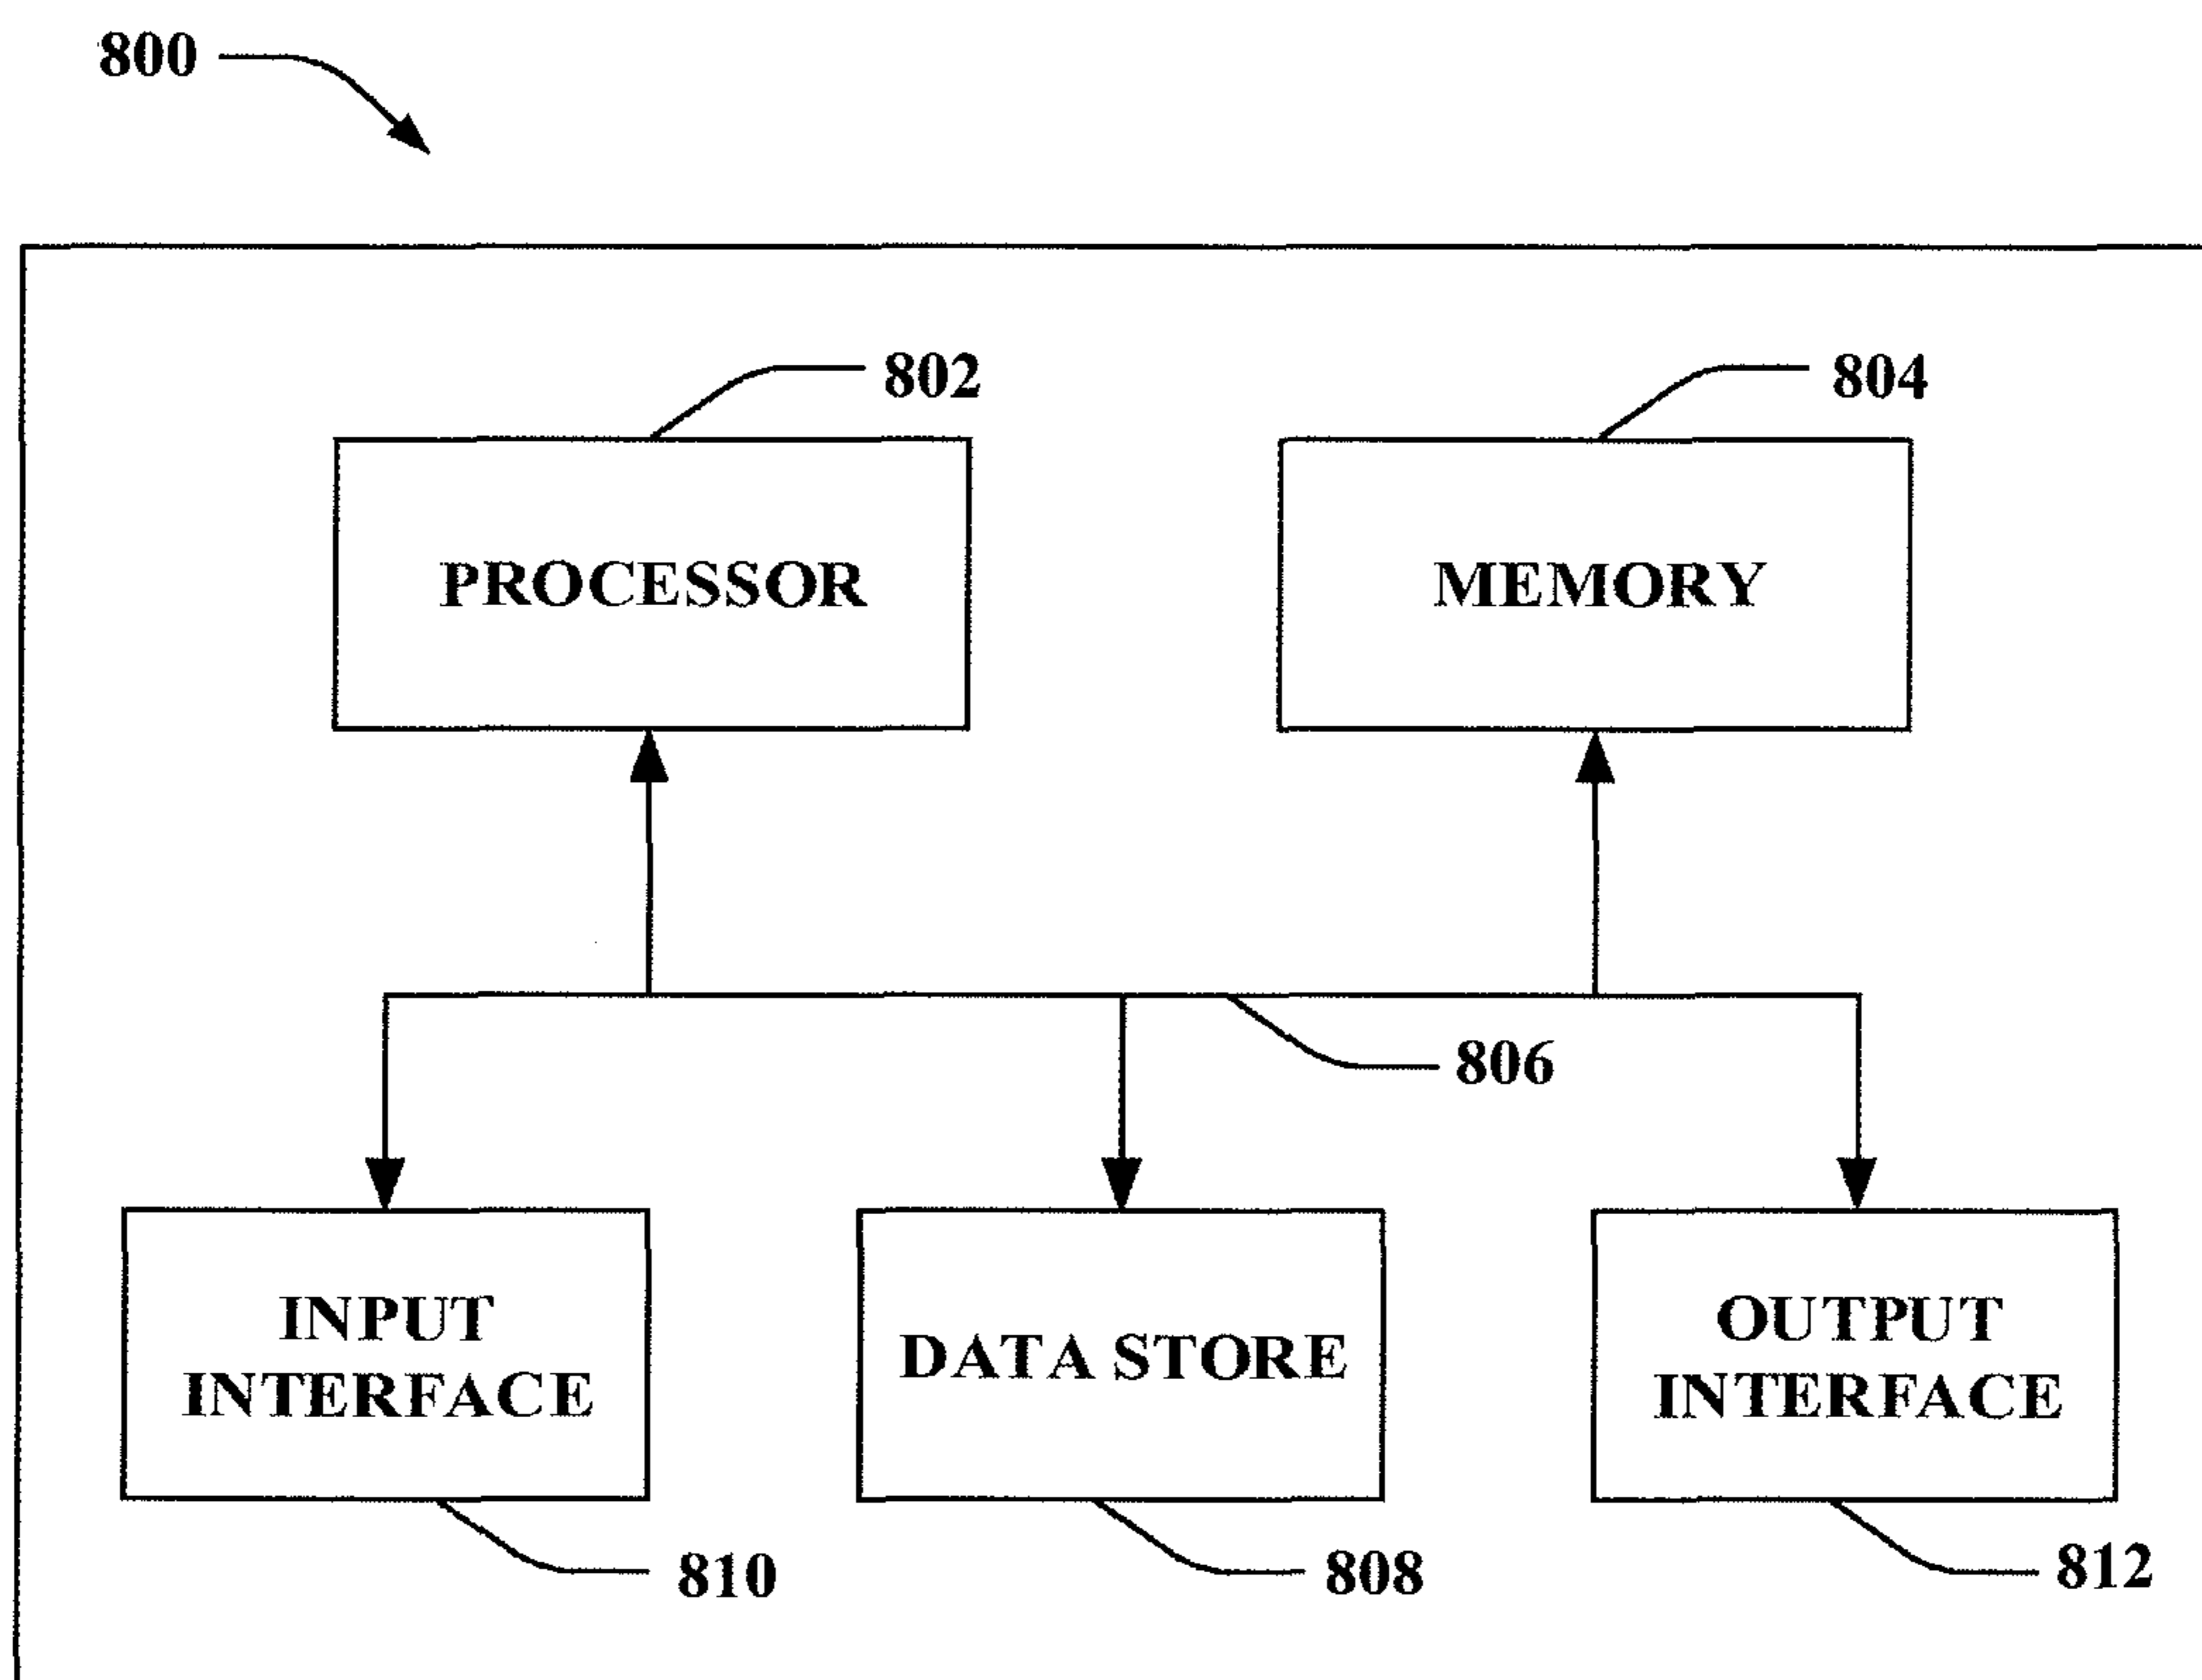 800
802
804
PROCESSOR
MEMORY
806
INPUT
INTERFACE
DATA STORE
OUTPUT
INTERFACE
810
808
812